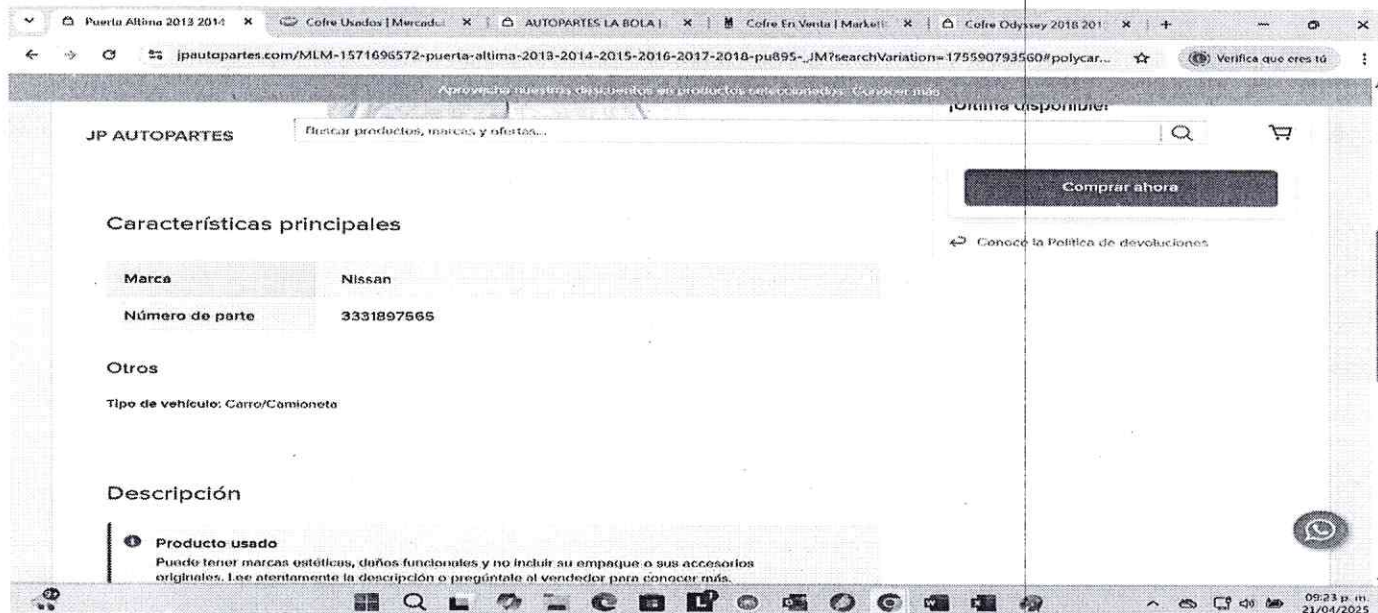 Puerta Altima 2013 2014
Cofre Usados | Mercado
AUTOPARTES LA BOLA
Cofre En Venta | Market
Cofre Odyssey 2018 201
jpautopartes.com/MLM-1571696572-puerta-altima-2013-2014-2015-2016-2017-2018-pu895-_JM?searchVariation=175590793560#polycar...
Verifica que eres tú
Aprovecha nuestros descuentos en productos seleccionados. Conocer más
¡Última disponible!
JP AUTOPARTES
Buscar productos, marcas y ofertas...
Comprar ahora
Características principales
Conoce la Política de devoluciones
Marca Nissan
Número de parte 3331897565
Otros
Tipo de vehículo: Carro/Camioneta
Descripción
Producto usado
Puede tener marcas estéticas, daños funcionales y no incluir su empaque o sus accesorios
originales. Lee atentamente la descripción o pregúntale al vendedor para conocer más.
09:23 p. m.
21/04/2025